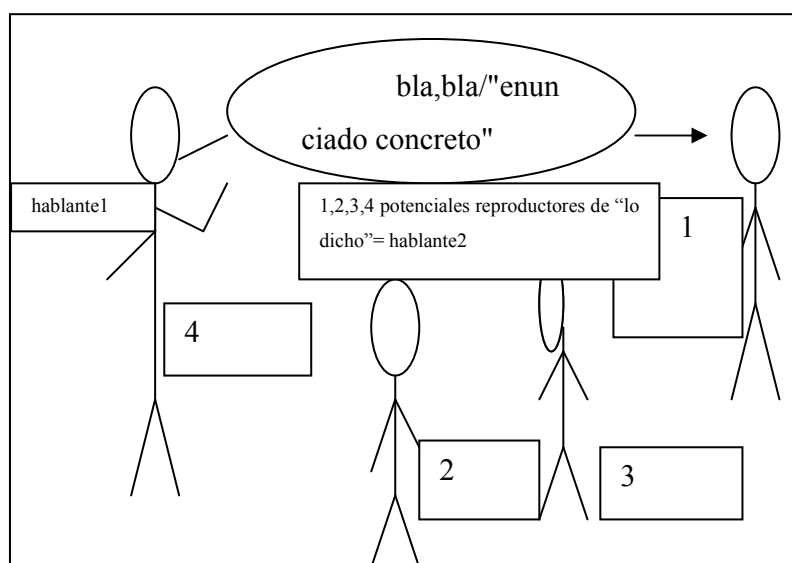 bla,bla/"enun
ciado concreto"
hablante1
1,2,3,4 potenciales reproductores de “lo
dicho”= hablante2
1
4
2
3